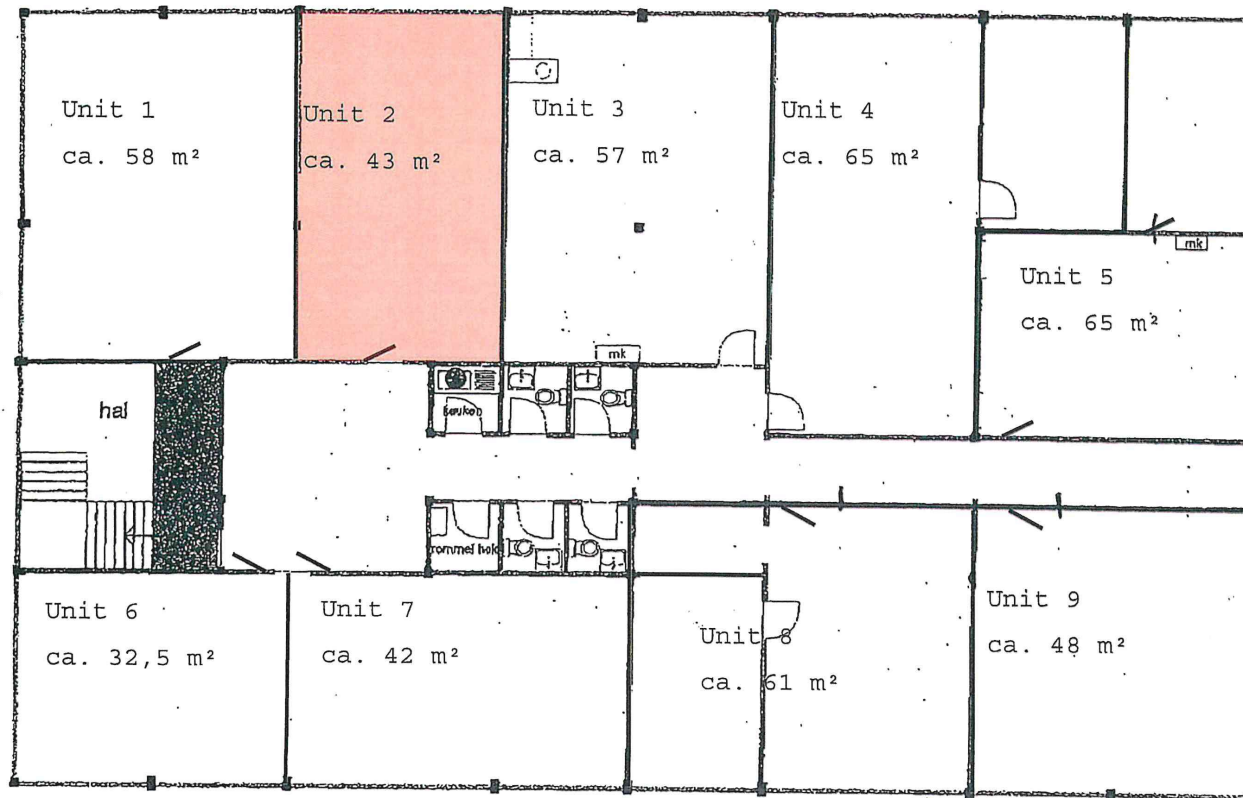 Unit 1
ca. 58 m²
Unit 2
ca. 43 m²
Unit 3
ca. 57 m²
Unit 4
ca. 65 m²
mk
Unit 5
ca. 65 m²
mk
hal
keuken
rommel hok
Unit 6
ca. 32,5 m²
Unit 7
ca. 42 m²
Unit 8
ca. 61 m²
Unit 9
ca. 48 m²